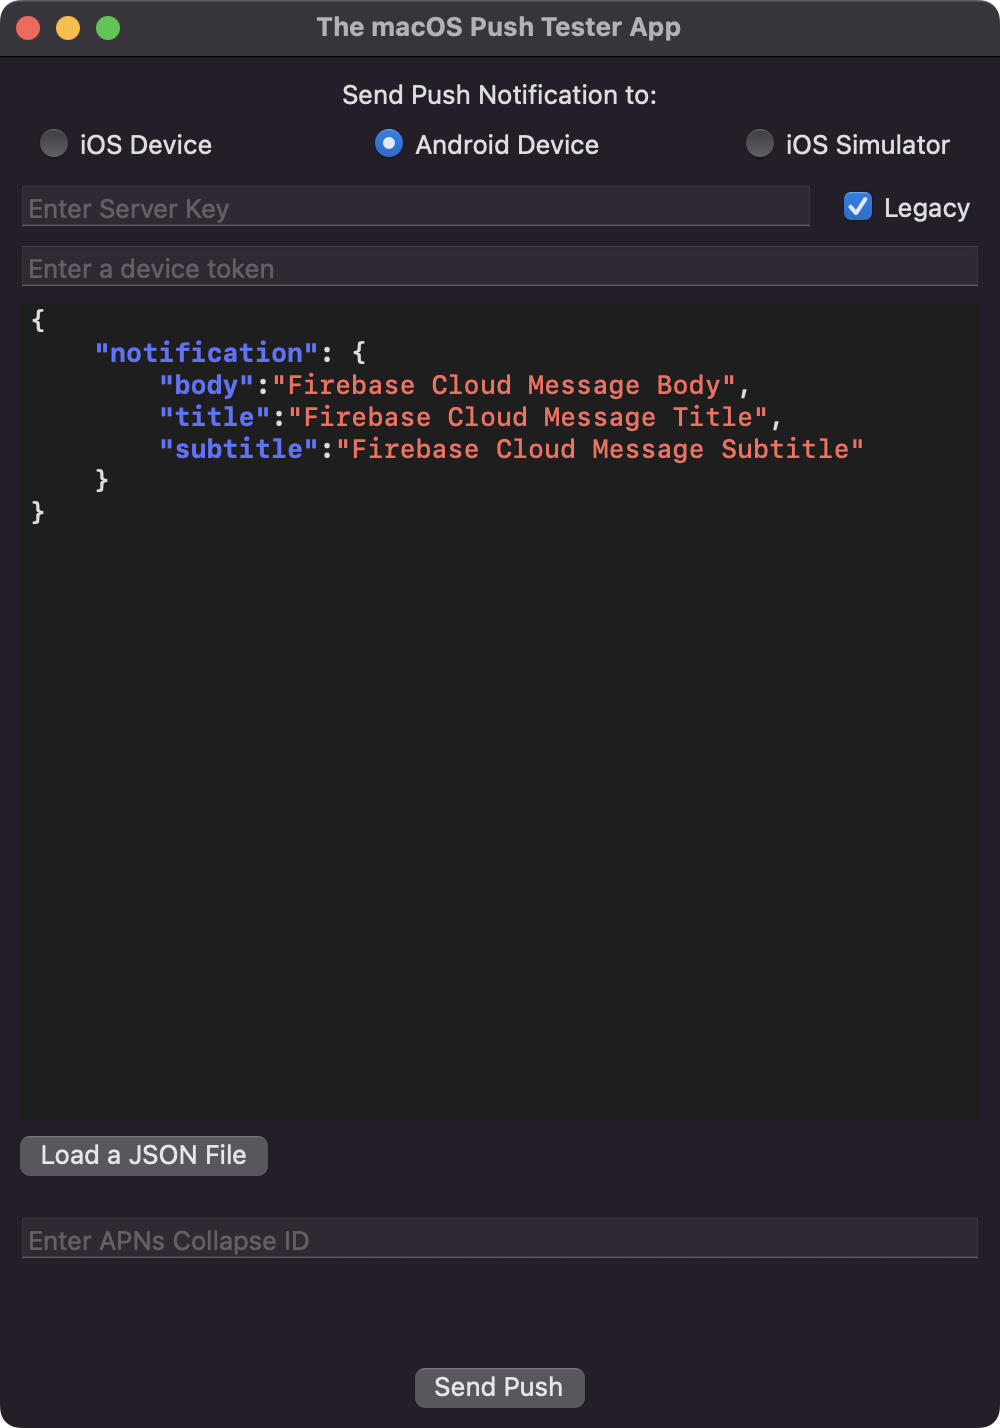 The macOS Push Tester App
Send Push Notification to:
iOS Device
Android Device
iOS Simulator
Enter Server Key
Legacy
Enter a device token
{
    "notification": {
        "body":"Firebase Cloud Message Body",
        "title":"Firebase Cloud Message Title",
        "subtitle":"Firebase Cloud Message Subtitle"
    }
}
Load a JSON File
Enter APNs Collapse ID
Send Push